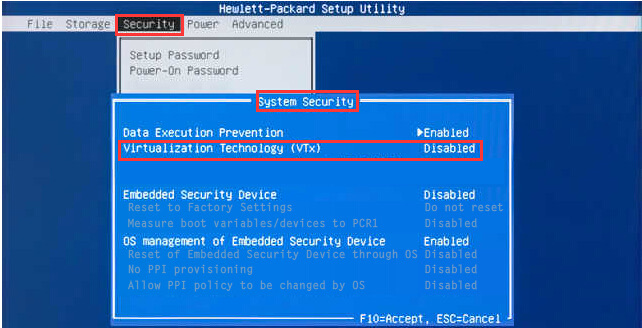 Hewlett-Packard Setup Utility
File Storage Security Power Advanced
Setup Password
Power-On Password
System Security
Data Execution Prevention ▶Enabled
Virtualization Technology (VTx) Disabled
Embedded Security Device Disabled
Reset to Factory Settings Do not reset
Measure boot variables/devices to PCR1 Disabled
OS management of Embedded Security Device Enabled
Reset of Embedded Security Device through OS Disabled
No PPI provisioning Disabled
Allow PPI policy to be changed by OS Disabled
F10=Accept, ESC=Cancel